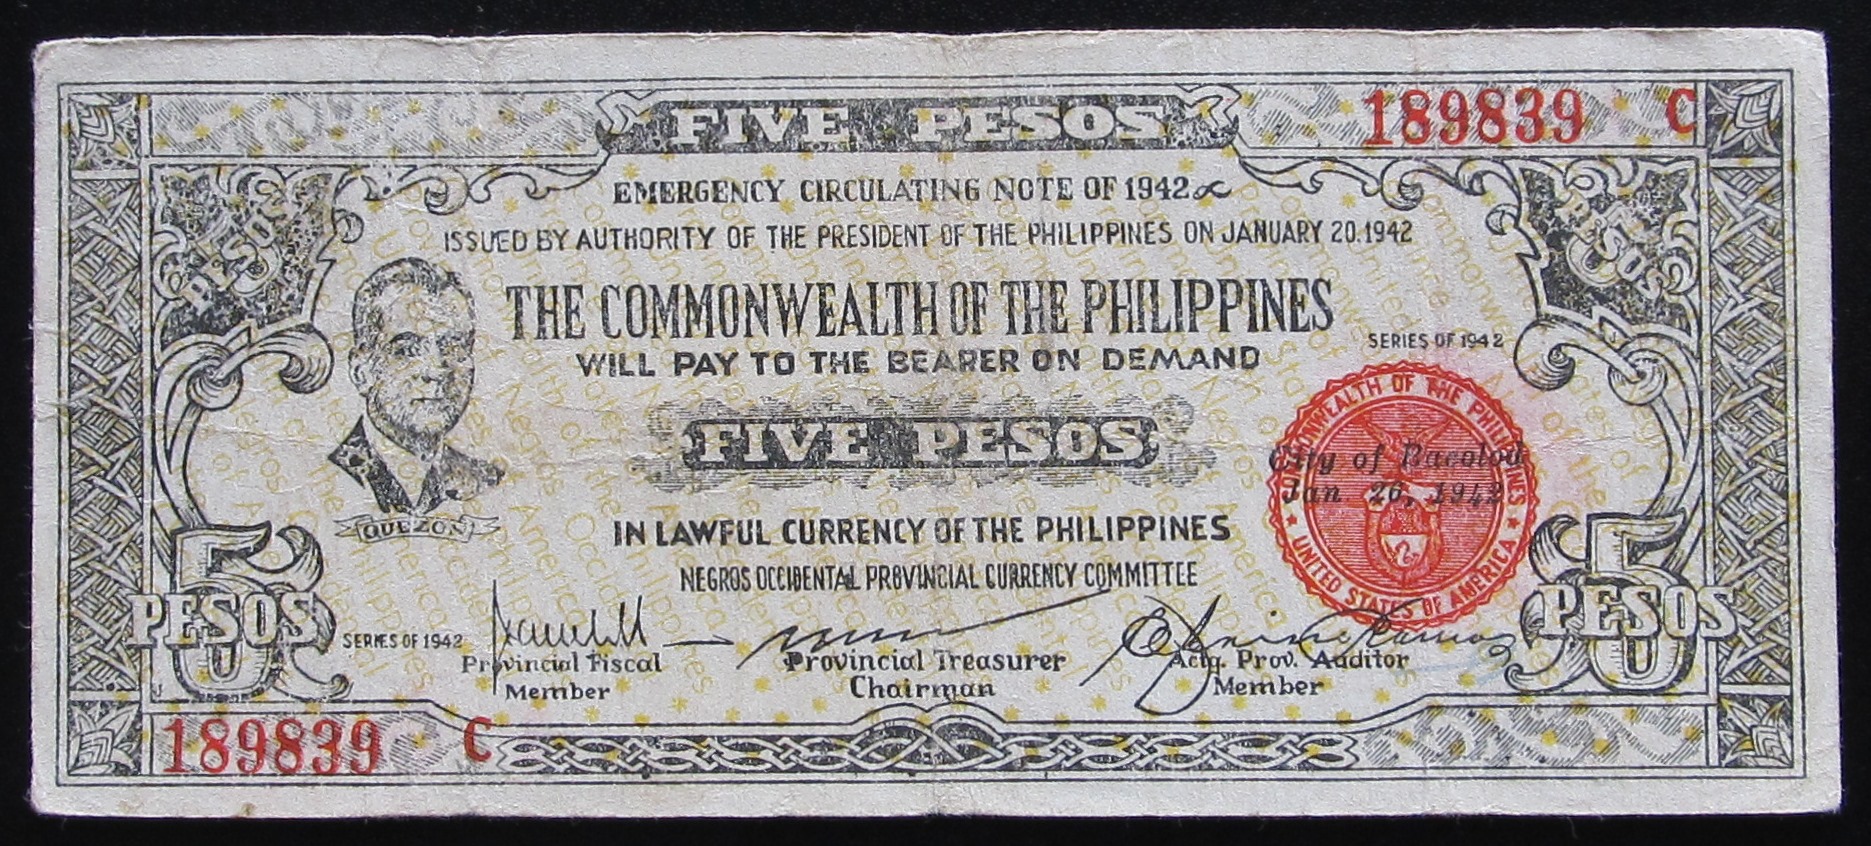 FIVE PESOS
189839 C
PESOS
PESOS
EMERGENCY CIRCULATING NOTE OF 1942
ISSUED BY AUTHORITY OF THE PRESIDENT OF THE PHILIPPINES ON JANUARY 20.1942
THE COMMONWEALTH OF THE PHILIPPINES
SERIES OF 1942
WILL PAY TO THE BEARER ON DEMAND
FIVE PESOS
COMMONWEALTH OF THE PHILIPPINES
City of Bacolod
Jan. 26, 1942
UNITED STATES OF AMERICA
QUEZON
IN LAWFUL CURRENCY OF THE PHILIPPINES
NEGROS OCCIDENTAL PROVINCIAL CURRENCY COMMITTEE
5 PESOS
5 PESOS
SERIES OF 1942
Provincial Fiscal
Member
Provincial Treasurer
Chairman
Actg. Prov. Auditor
Member
189839 C